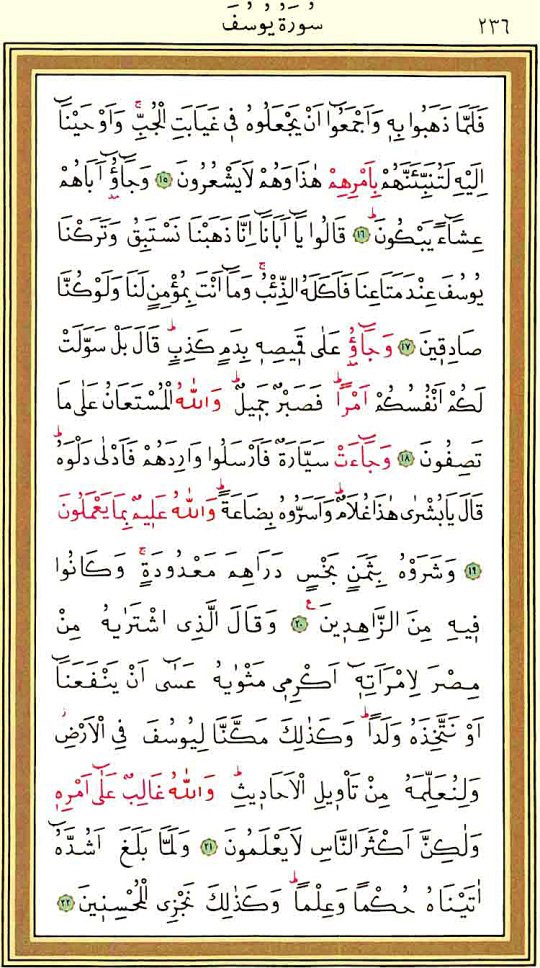 سُورَةُ يُوسُفَ
٢٣٦
فَلَمَّا ذَهَبُوا بِهٖ وَاَجْمَعُٓوا اَنْ يَجْعَلُوهُ فٖى غَيَابَتِ الْجُبِّۚ وَاَوْحَيْنَٓا
اِلَيْهِ لَتُنَبِّئَنَّهُمْ بِاَمْرِهِمْ هٰذَا وَهُمْ لَا يَشْعُرُونَ ١٥ وَجَٓاؤُٓ اَبَاهُمْ
عِشَٓاءً يَبْكُونَؕ ١٦ قَالُوا يَٓا اَبَانَٓا اِنَّا ذَهَبْنَا نَسْتَبِقُ وَتَرَكْنَا
يُوسُفَ عِنْدَ مَتَاعِنَا فَاَكَلَهُ الذِّئْبُۚ وَمَٓا اَنْتَ بِمُؤْمِنٍ لَنَا وَلَوْ كُنَّا
صَادِقٖينَ ١٧ وَجَٓاؤُ عَلٰى قَمٖيصِهٖ بِدَمٍ كَذِبٍؕ قَالَ بَلْ سَوَّلَتْ
لَكُمْ اَنْفُسُكُمْ اَمْرًاؕ فَصَبْرٌ جَمٖيلٌؕ وَاللّٰهُ الْمُسْتَعَانُ عَلٰى مَا
تَصِفُونَ ١٨ وَجَٓاءَتْ سَيَّارَةٌ فَاَرْسَلُوا وَارِدَهُمْ فَاَدْلٰى دَلْوَهُؕ
قَالَ يَا بُشْرٰى هٰذَا غُلَامٌؕ وَاَسَرُّوهُ بِضَاعَةًؕ وَاللّٰهُ عَلٖيمٌ بِمَا يَعْمَلُونَ
١٩ وَشَرَوْهُ بِثَمَنٍ بَخْسٍ دَرَاهِمَ مَعْدُودَةٍۚ وَكَانُوا
فٖيهِ مِنَ الزَّاهِدٖينَ ٢٠ وَقَالَ الَّذِى اشْتَرٰيهُ مِنْ
مِصْرَ لِامْرَاَتِهٖٓ اَكْرِمٖى مَثْوٰيهُ عَسٰٓى اَنْ يَنْفَعَنَٓا
اَوْ نَتَّخِذَهُ وَلَدًاؕ وَكَذٰلِكَ مَكَّنَّا لِيُوسُفَ فِى الْاَرْضِؗ
وَلِنُعَلِّمَهُ مِنْ تَاْوٖيلِ الْاَحَادٖيثِؕ وَاللّٰهُ غَالِبٌ عَلٰٓى اَمْرِهٖ
وَلٰكِنَّ اَكْثَرَ النَّاسِ لَا يَعْلَمُونَ ٢١ وَلَمَّا بَلَغَ اَشُدَّهُٓ
اٰتَيْنَاهُ حُكْمًا وَعِلْمًاؕ وَكَذٰلِكَ نَجْزِى الْمُحْسِنٖينَ ٢٢